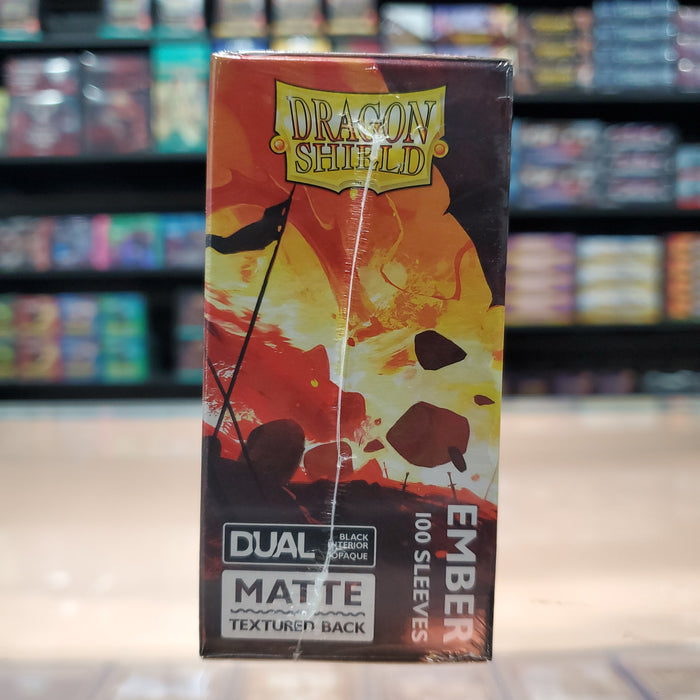 DRAGON
SHIELD
DUAL
BLACK
INTERIOR
OPAQUE
MATTE
TEXTURED BACK
EMBER
100 SLEEVES